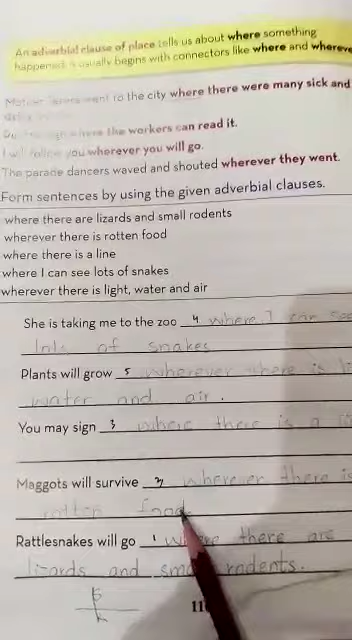 An adverbial clause of place tells us about where something
happened. It usually begins with connectors like where and wherever
to the city where there were many sick and
where the workers can read it.
I will follow you wherever you will go.
The parade dancers waved and shouted wherever they went.
Form sentences by using the given adverbial clauses.
where there are lizards and small rodents
wherever there is rotten food
where there is a line
where I can see lots of snakes
wherever there is light, water and air
She is taking me to the zoo 4 where I can see
lots of snakes
Plants will grow 5 wherever there is
water and air.
You may sign 3 where there is a
Maggots will survive 2 wherever there is
rotten food
Rattlesnakes will go 1 where there are
lizards and small rodents.
5
11